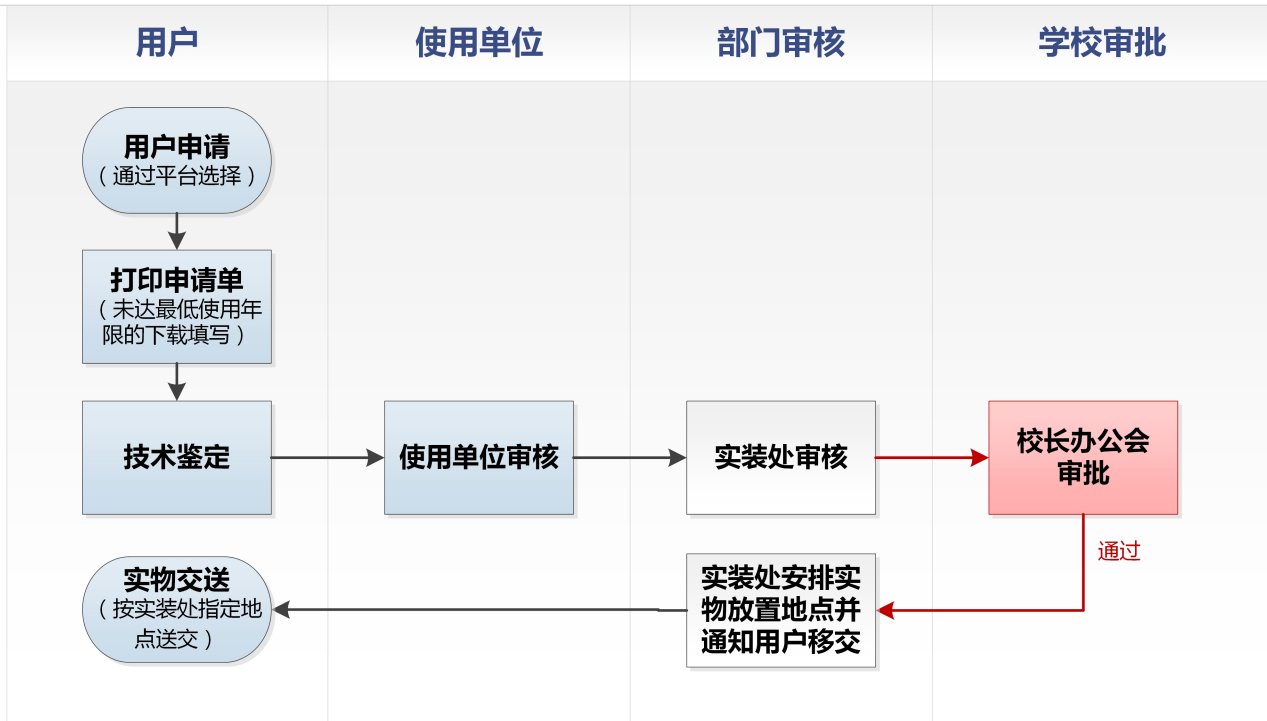 用户
使用单位
部门审核
学校审批
用户申请
（通过平台选择）
打印申请单
（未达最低使用年
限的下载填写）
技术鉴定
使用单位审核
实装处审核
校长办公会
审批
通过
实装处安排实
物放置地点并
通知用户移交
实物交送
（按实装处指定地
点送交）